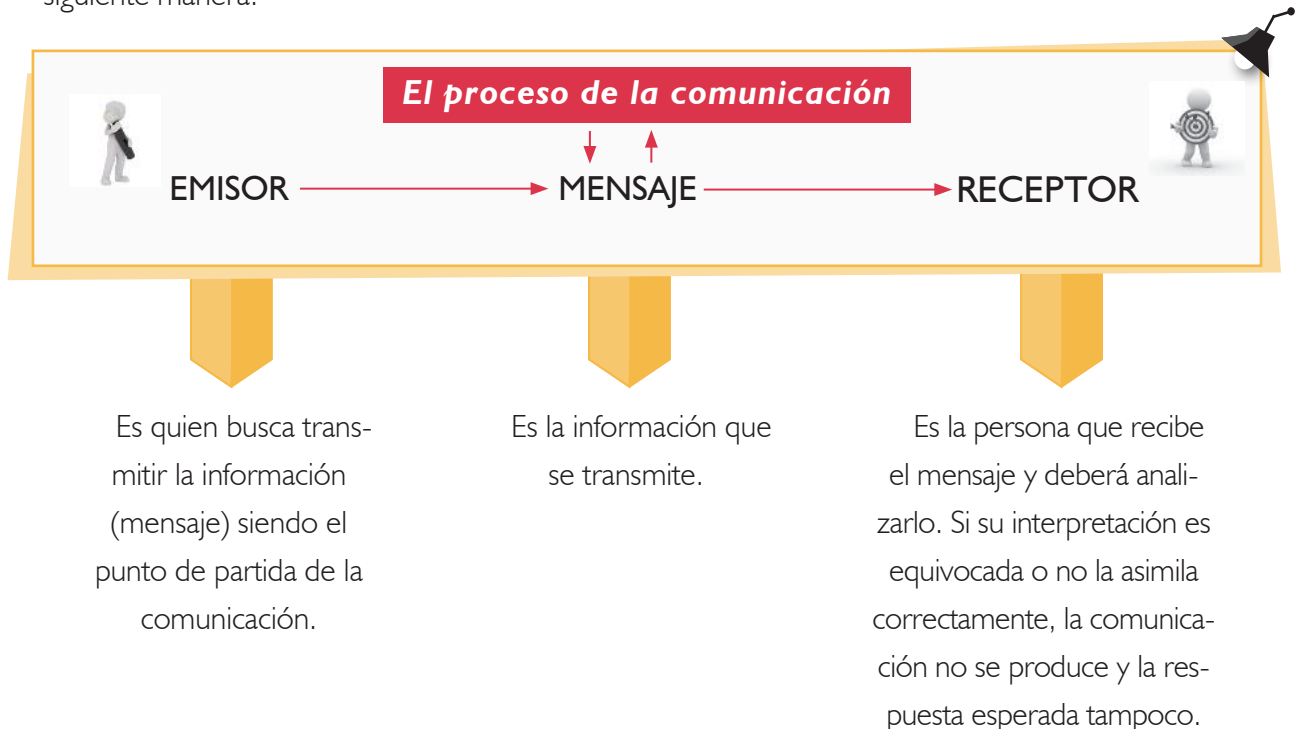 siguiente manera:
El proceso de la comunicación
EMISOR MENSAJE RECEPTOR
Es quien busca trans-
mitir la información
(mensaje) siendo el
punto de partida de la
comunicación.
Es la información que
se transmite.
Es la persona que recibe
el mensaje y deberá anali-
zarlo. Si su interpretación es
equivocada o no la asimila
correctamente, la comunica-
ción no se produce y la res-
puesta esperada tampoco.